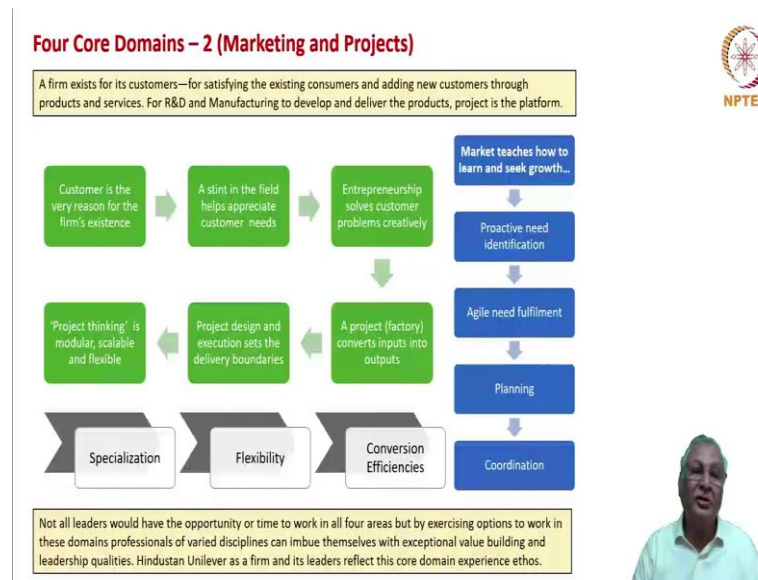 Four Core Domains – 2 (Marketing and Projects)
A firm exists for its customers—for satisfying the existing consumers and adding new customers through
products and services. For R&D and Manufacturing to develop and deliver the products, project is the platform.
NPTE
Customer is the
very reason for the
firm's existence
A stint in the field
helps appreciate
customer needs
Entrepreneurship
solves customer
problems creatively
'Project thinking' is
modular, scalable
and flexible
Project design and
execution sets the
delivery boundaries
A project (factory)
converts inputs into
outputs
Specialization
Flexibility
Conversion
Efficiencies
Market teaches how to
learn and seek growth…
Proactive need
identification
Agile need fulfilment
Planning
Coordination
Not all leaders would have the opportunity or time to work in all four areas but by exercising options to work in
these domains professionals of varied disciplines can imbue themselves with exceptional value building and
leadership qualities. Hindustan Unilever as a firm and its leaders reflect this core domain experience ethos.